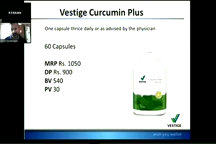 Vestige Curcumin Plus
One capsule thrice daily or as advised by the physician
60 Capsules
MRP Rs. 1050
DP Rs. 900
BV 540
PV 30
VESTIGE